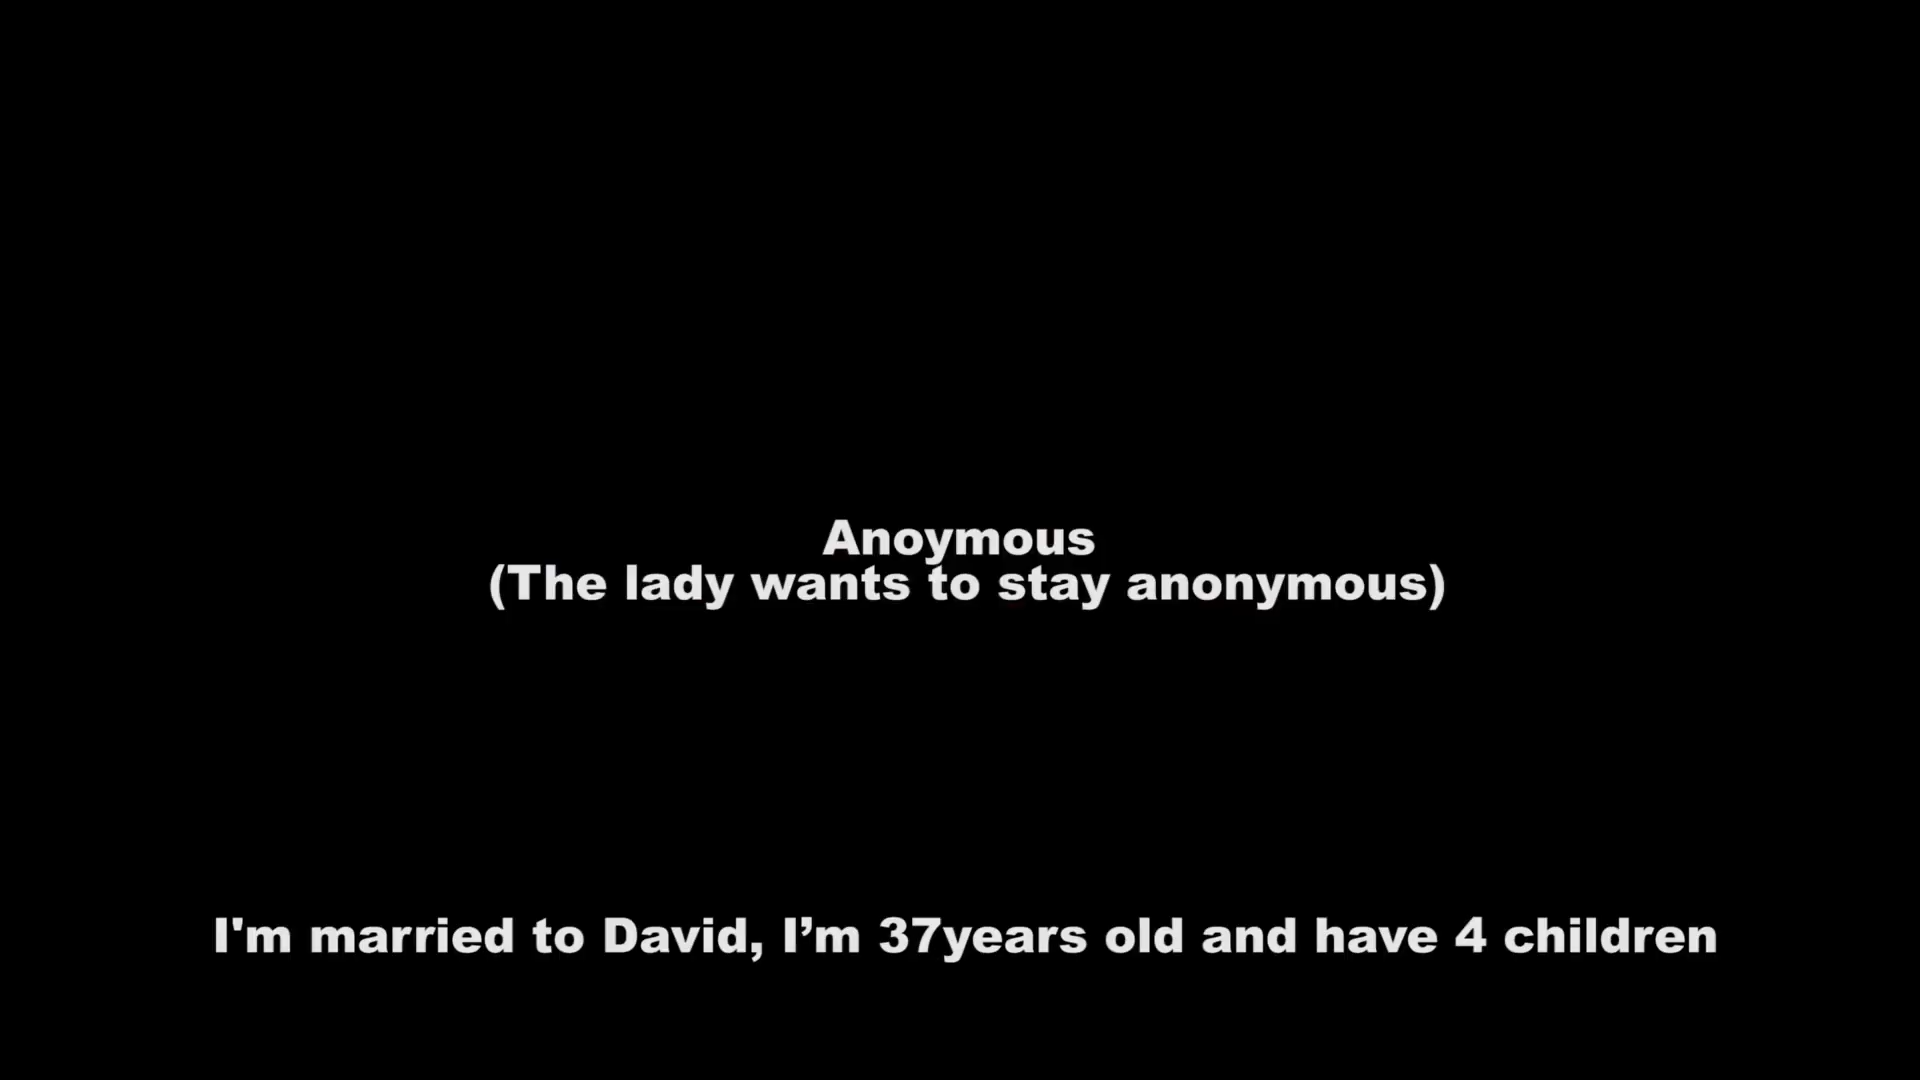 Anoymous
(The lady wants to stay anonymous)
I'm married to David, I’m 37years old and have 4 children